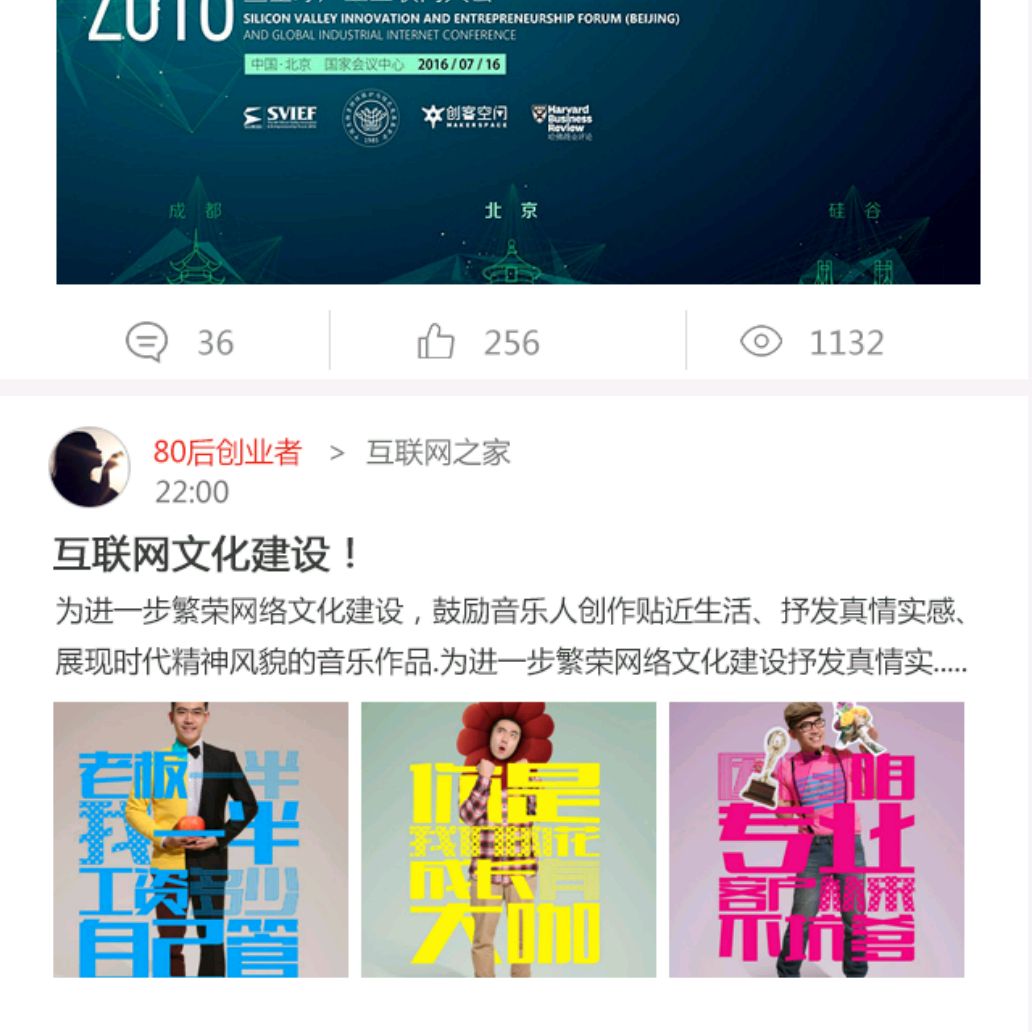 2016
SILICON VALLEY INNOVATION AND ENTREPRENEURSHIP FORUM (BEIJING)
AND GLOBAL INDUSTRIAL INTERNET CONFERENCE
中国·北京 国家会议中心 2016 / 07 / 16
SVIEF
创客空间
MAKERSPACE
Harvard
Business
Review
哈佛商业评论
1985
成 都
北 京
硅 谷
36
256
1132
80后创业者 > 互联网之家
22:00
互联网文化建设！
为进一步繁荣网络文化建设，鼓励音乐人创作贴近生活、抒发真情实感、
展现时代精神风貌的音乐作品.为进一步繁荣网络文化建设抒发真情实.....
老板一半
我一半
工资多少
自己管
你是
我们的花
成长有
大咖
专业
客户
不坑爹